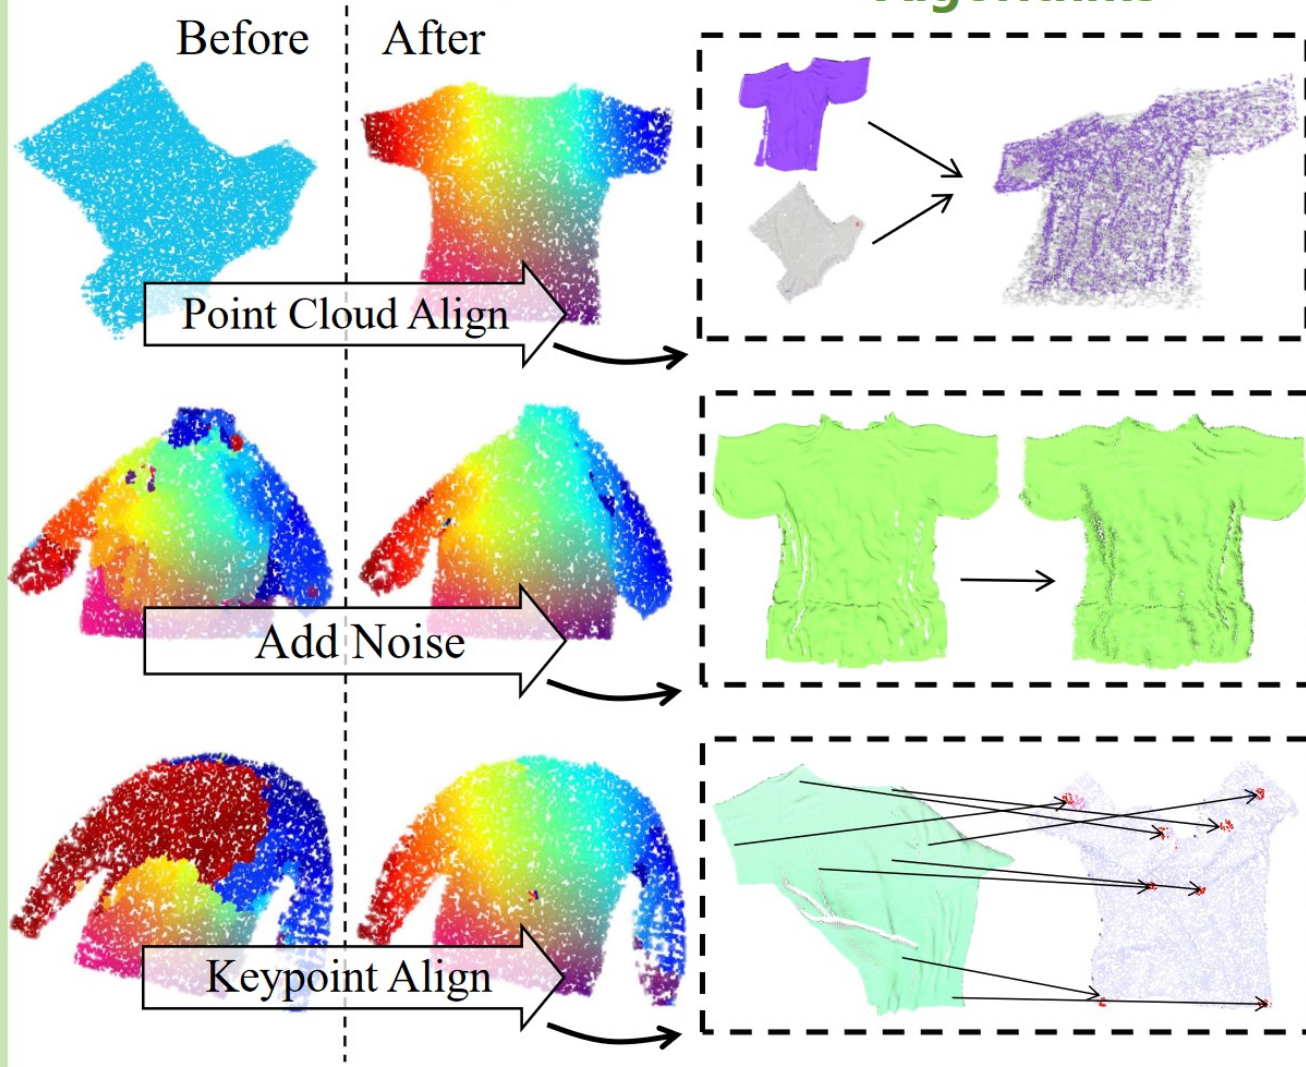 Before
After
Point Cloud Align
Add Noise
Keypoint Align